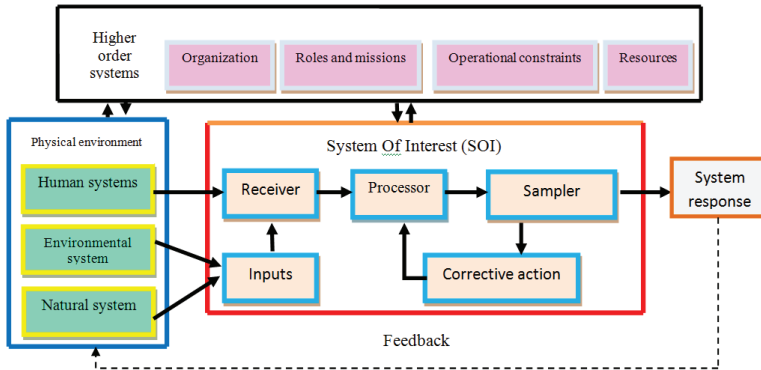 Higher
order
systems
Organization
Roles and missions
Operational constraints
Resources
Physical environment
Human systems
Environmental
system
Natural system
System Of Interest (SOI)
Receiver
Processor
Sampler
Inputs
Corrective action
System
response
Feedback